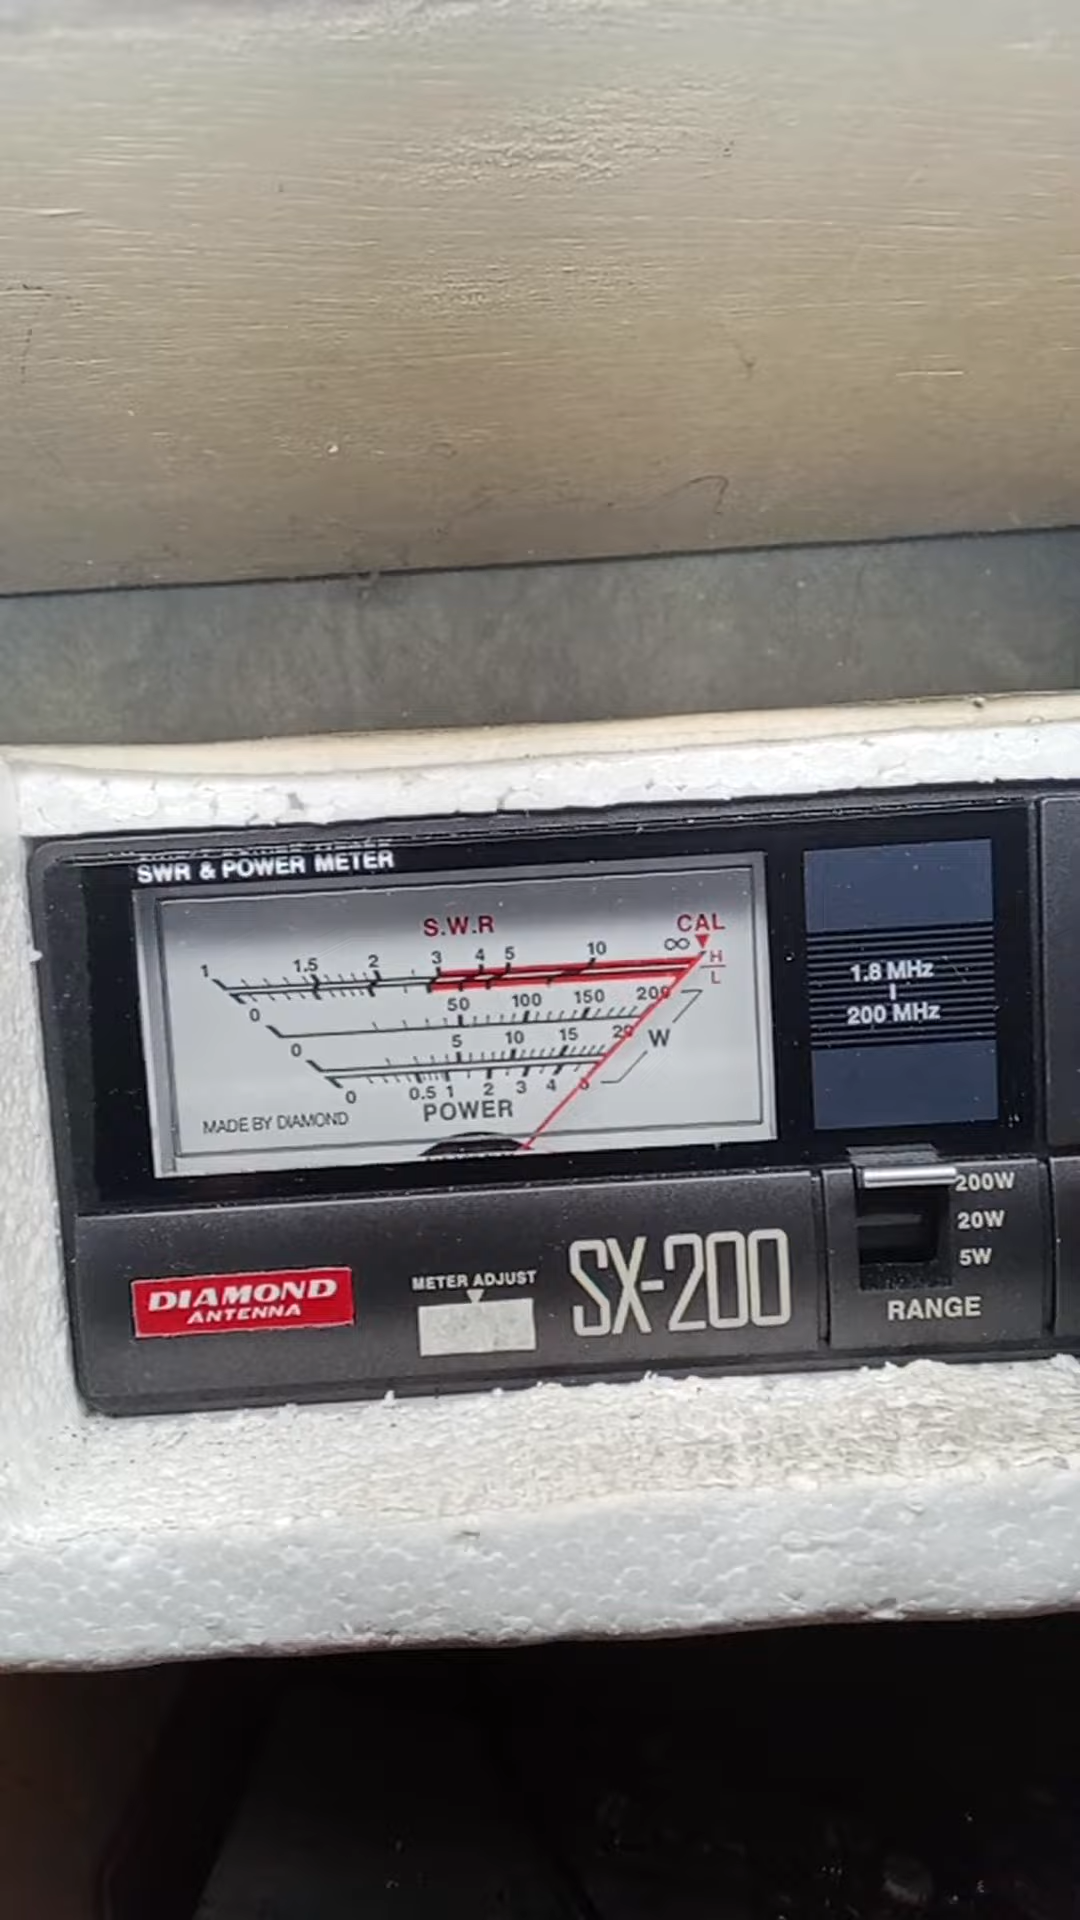 SWR & POWER METER
S.W.R
CAL
1 1.5 2 3 4 5 10 ∞
H
L
0 50 100 150 200
0 5 10 15 20
W
0 0.5 1 2 3 4 5
POWER
MADE BY DIAMOND
1.8 MHz
200 MHz
200W
20W
5W
RANGE
METER ADJUST
SX-200
DIAMOND
ANTENNA